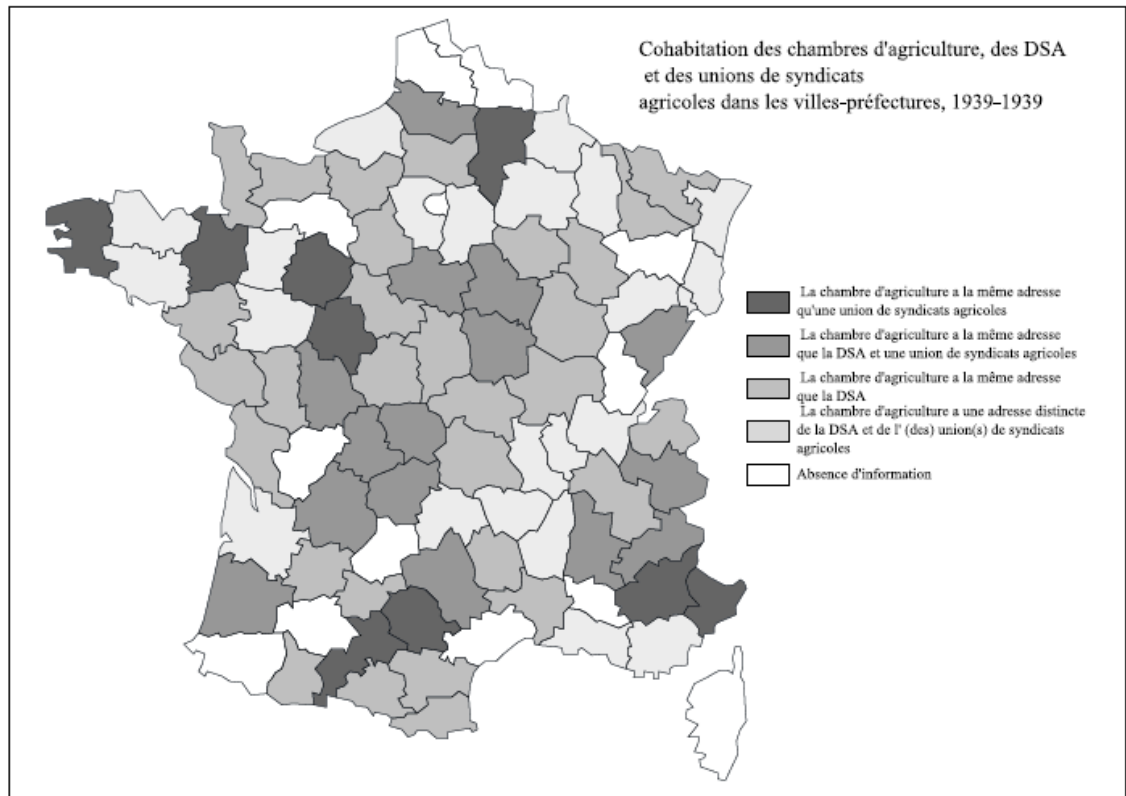 Cohabitation des chambres d'agriculture, des DSA
et des unions de syndicats
agricoles dans les villes-préfectures, 1939-1939
La chambre d'agriculture a la même adresse
qu'une union de syndicats agricoles
La chambre d'agriculture a la même adresse
que la DSA et une union de syndicats agricoles
La chambre d'agriculture a la même adresse
que la DSA
La chambre d'agriculture a une adresse distincte
de la DSA et de l' (des) union(s) de syndicats
agricoles
Absence d'information